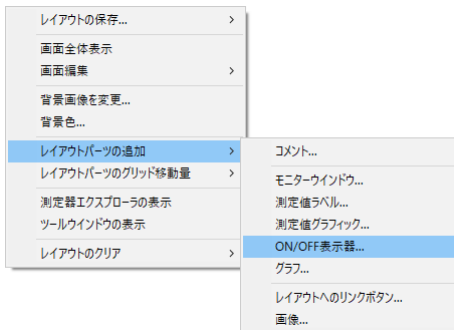 レイアウトの保存...
画面全体表示
画面編集
背景画像を変更...
背景色...
レイアウトパーツの追加
レイアウトパーツのグリッド移動量
測定器エクスプローラの表示
ツールウインドウの表示
レイアウトのクリア
コメント...
モニターウインドウ...
測定値ラベル...
測定値グラフィック...
ON/OFF表示器...
グラフ...
レイアウトへのリンクボタン...
画像...